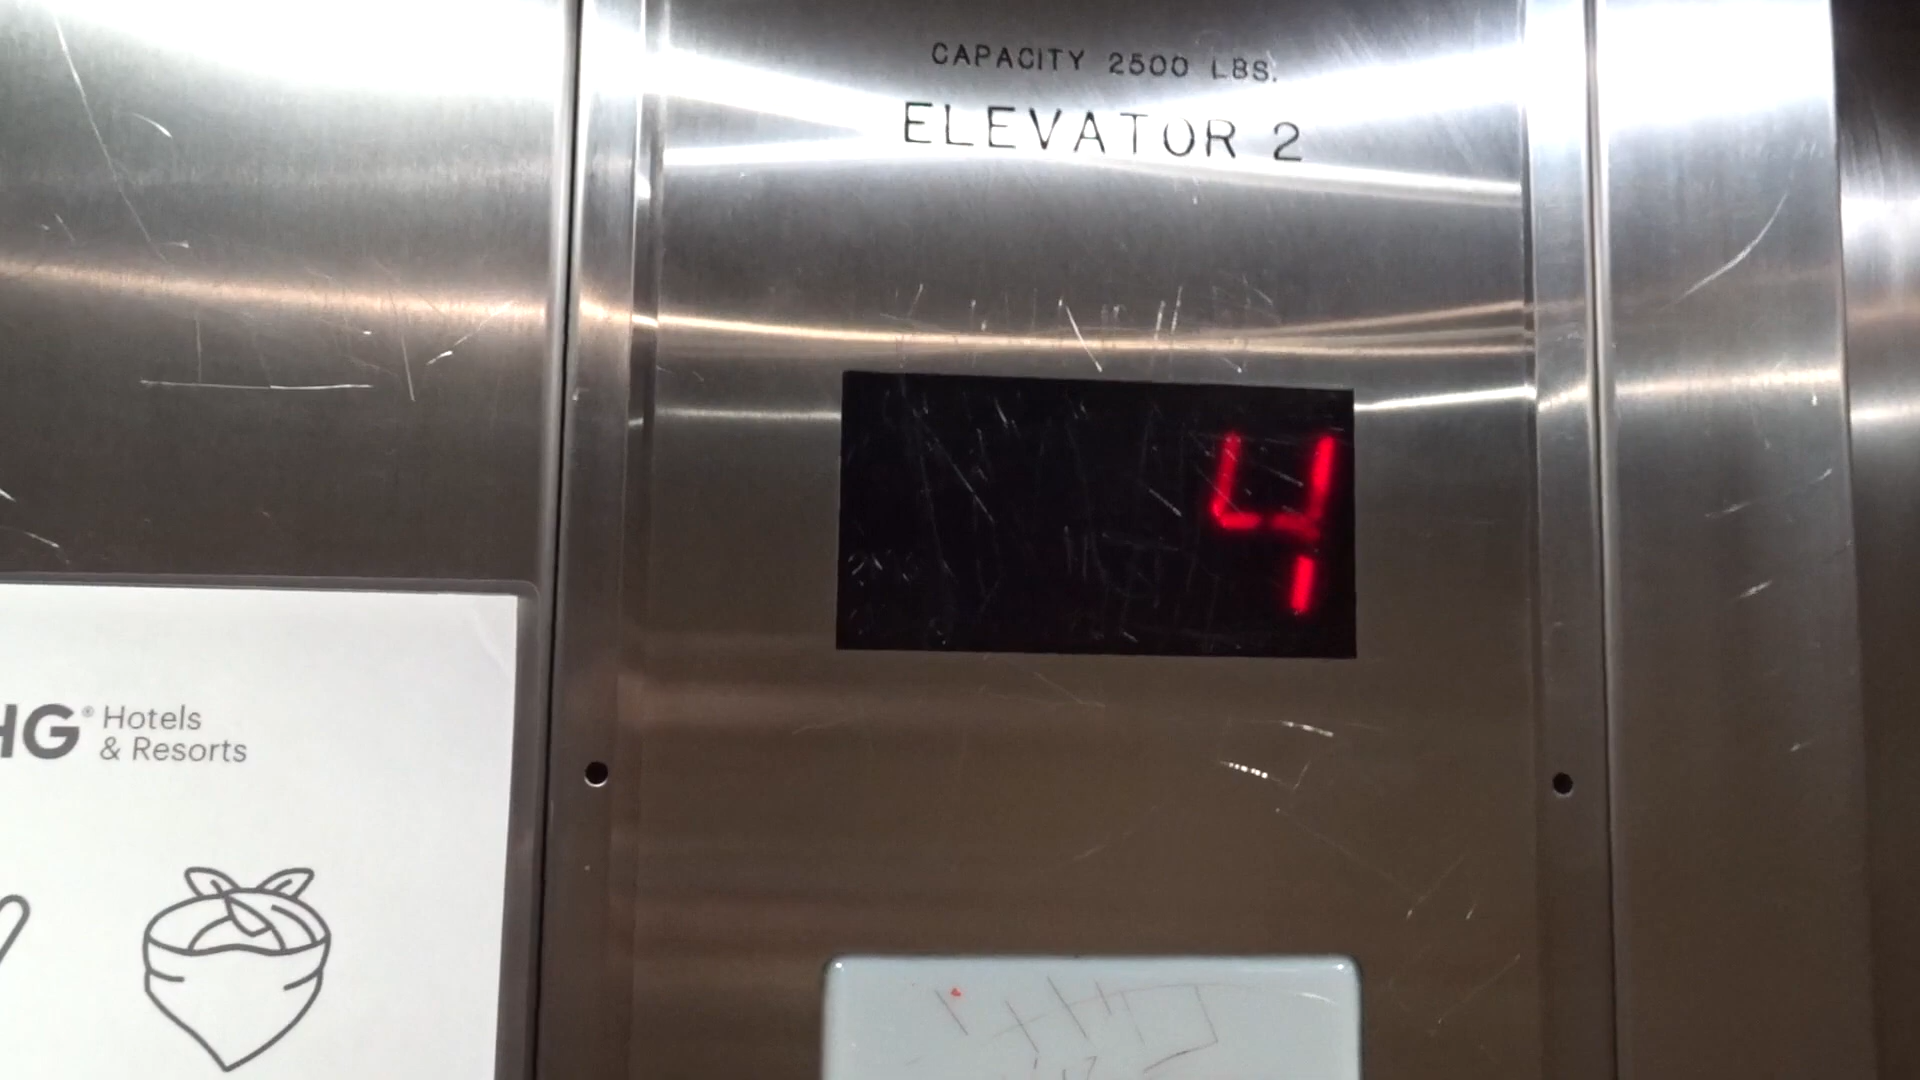 CAPACITY 2500 LBS.
ELEVATOR 2
4
HG® Hotels
& Resorts